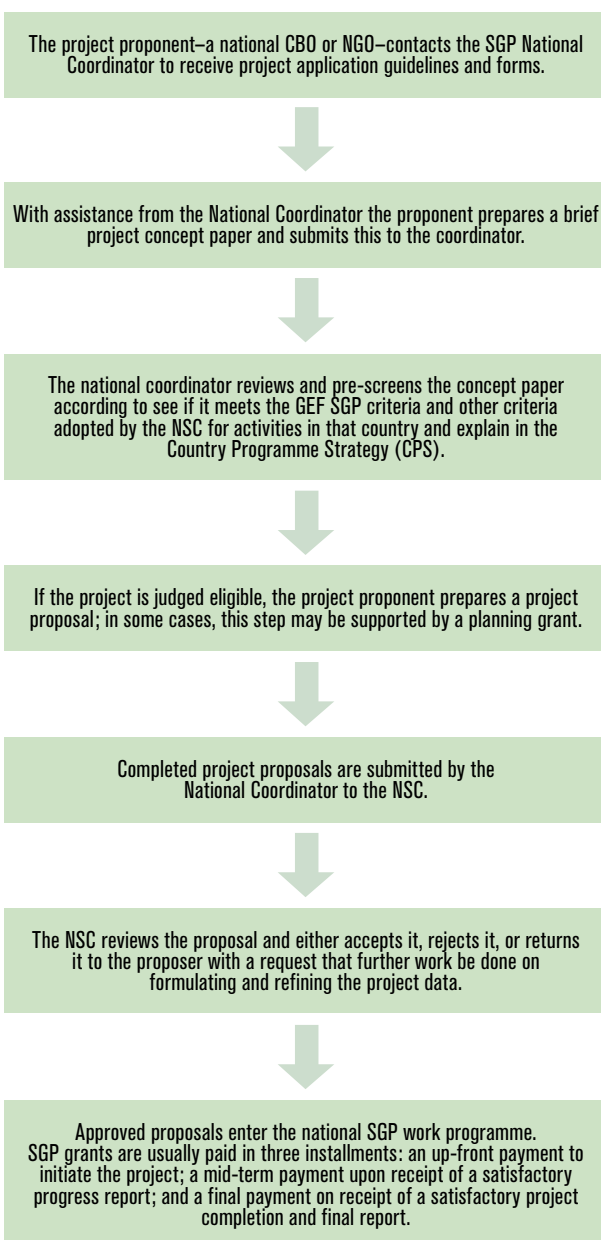 The project proponent–a national CBO or NGO–contacts the SGP National
Coordinator to receive project application guidelines and forms.
With assistance from the National Coordinator the proponent prepares a brief
project concept paper and submits this to the coordinator.
The national coordinator reviews and pre-screens the concept paper
according to see if it meets the GEF SGP criteria and other criteria
adopted by the NSC for activities in that country and explain in the
Country Programme Strategy (CPS).
If the project is judged eligible, the project proponent prepares a project
proposal; in some cases, this step may be supported by a planning grant.
Completed project proposals are submitted by the
National Coordinator to the NSC.
The NSC reviews the proposal and either accepts it, rejects it, or returns
it to the proposer with a request that further work be done on
formulating and refining the project data.
Approved proposals enter the national SGP work programme.
SGP grants are usually paid in three installments: an up-front payment to
initiate the project; a mid-term payment upon receipt of a satisfactory
progress report; and a final payment on receipt of a satisfactory project
completion and final report.